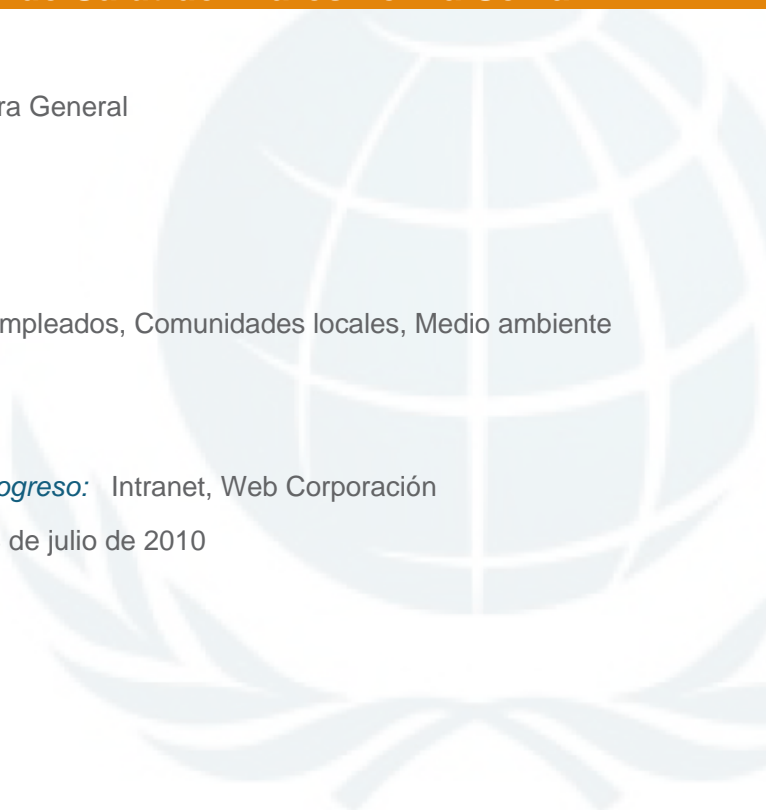 ra General
mpleados, Comunidades locales, Medio ambiente
ogreso: Intranet, Web Corporación
de julio de 2010